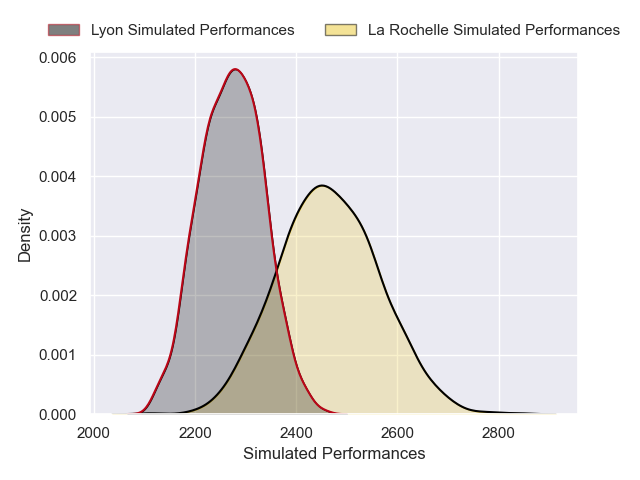 Lyon Simulated Performances La Rochelle Simulated Performances
0.006
0.005
0.004
0.003
0.002
0.001
0.000
Density
2000 2200 2400 2600 2800
Simulated Performances